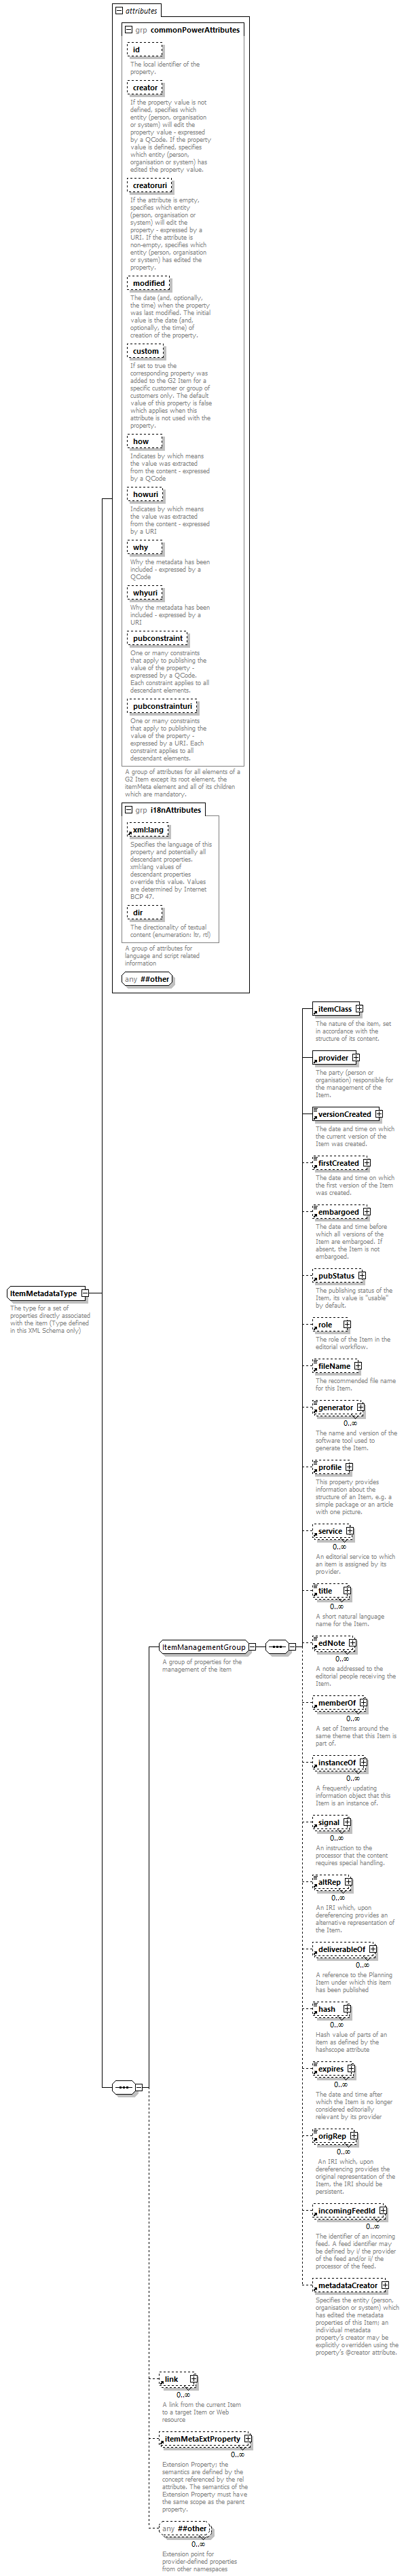 attributes
grp commonPowerAttributes
id
The local identifier of the
property.
creator
If the property value is not
defined, specifies which
entity (person, organisation
or system) will edit the
property value - expressed
by a QCode. If the property
value is defined, specifies
which entity (person,
organisation or system) has
edited the property value.
creatoruri
If the attribute is empty,
specifies which entity
(person, organisation or
system) will edit the
property - expressed by a
URI. If the attribute is
non-empty, specifies which
entity (person, organisation
or system) has edited the
property.
modified
The date (and, optionally,
the time) when the property
was last modified. The initial
value is the date (and,
optionally, the time) of
creation of the property.
custom
If set to true the
corresponding property was
added to the G2 Item for a
specific customer or group of
customers only. The default
value of this property is false
which applies when this
attribute is not used with the
property.
how
Indicates by which means
the value was extracted
from the content - expressed
by a QCode
howuri
Indicates by which means
the value was extracted
from the content - expressed
by a URI
why
Why the metadata has been
included - expressed by a
QCode
whyuri
Why the metadata has been
included - expressed by a
URI
pubconstraint
One or many constraints
that apply to publishing the
value of the property -
expressed by a QCode.
Each constraint applies to all
descendant elements.
pubconstrainturi
One or many constraints
that apply to publishing the
value of the property -
expressed by a URI. Each
constraint applies to all
descendant elements.
A group of attributes for all elements of a
G2 Item except its root element, the
itemMeta element and all of its children
which are mandatory.
grp i18nAttributes
xml:lang
Specifies the language of this
property and potentially all
descendant properties.
xml:lang values of
descendant properties
override this value. Values
are determined by Internet
BCP 47.
dir
The directionality of textual
content (enumeration: ltr, rtl)
A group of attributes for
language and script related
information
any ##other
ItemMetadataType
The type for a set of
properties directly associated
with the item (Type defined
in this XML Schema only)
ItemManagementGroup
A group of properties for the
management of the item
itemClass
The nature of the item, set
in accordance with the
structure of its content.
provider
The party (person or
organisation) responsible for
the management of the
Item.
versionCreated
The date and time on which
the current version of the
Item was created.
firstCreated
The date and time on which
the first version of the Item
was created.
embargoed
The date and time before
which all versions of the
Item are embargoed. If
absent, the Item is not
embargoed.
pubStatus
The publishing status of the
Item, its value is "usable"
by default.
role
The role of the Item in the
editorial workflow.
fileName
The recommended file name
for this Item.
generator
0..∞
The name and version of the
software tool used to
generate the Item.
profile
This property provides
information about the
structure of an Item, e.g. a
simple package or an article
with one picture.
service
0..∞
An editorial service to which
an item is assigned by its
provider.
title
0..∞
A short natural language
name for the Item.
edNote
0..∞
A note addressed to the
editorial people receiving the
Item.
memberOf
0..∞
A set of Items around the
same theme that this Item is
part of.
instanceOf
0..∞
A frequently updating
information object that this
Item is an instance of.
signal
0..∞
An instruction to the
processor that the content
requires special handling.
altRep
0..∞
An IRI which, upon
dereferencing provides an
alternative representation of the
Item.
deliverableOf
0..∞
A reference to the Planning
Item under which this item
has been published
hash
0..∞
Hash value of parts of an
item as defined by the
hashscope attribute
expires
0..∞
The date and time after
which the Item is no longer
considered editorially
relevant by its provider
origRep
0..∞
An IRI which, upon
dereferencing provides the
original representation of the
Item, the IRI should be
persistent.
incomingFeedId
0..∞
The identifier of an incoming
feed. A feed identifier may
be defined by i/ the provider
of the feed and/or ii/ the
processor of the feed.
metadataCreator
Specifies the entity (person,
organisation or system) which
has edited the metadata
properties of this Item; an
individual metadata
property's creator may be
explicitly overridden using the
property's @creator attribute.
link
0..∞
A link from the current Item
to a target Item or Web
resource
itemMetaExtProperty
0..∞
Extension Property: the
semantics are defined by the
concept referenced by the rel
attribute. The semantics of the
Extension Property must have
the same scope as the parent
property.
any ##other
0..∞
Extension point for
provider-defined properties
from other namespaces